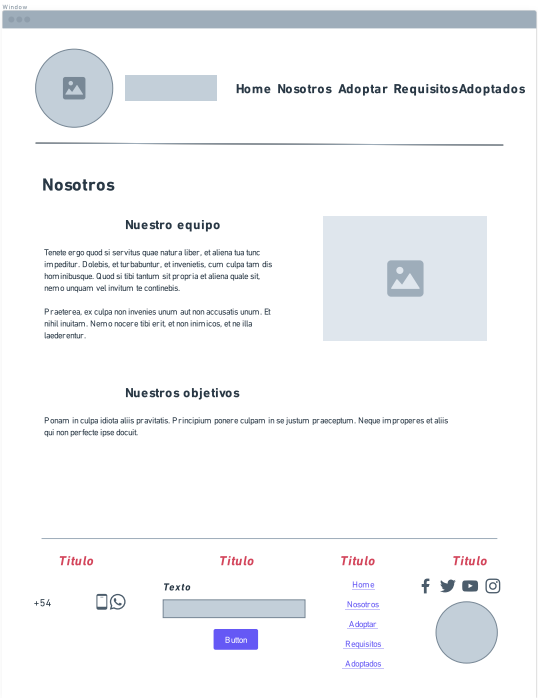 Window
Home Nosotros Adoptar RequisitosAdoptados
Nosotros
Nuestro equipo
Tenete ergo quod si servitus quae natura liber, et aliena tua tunc
impeditur. Dolebis, et turbabuntur, et invenietis, cum culpa tam dis
hominibusque. Quod si tibi tantum sit propria et aliena quale sit,
nemo unquam vel invitum te continebis.
Praeterea, ex culpa non invenies unum aut non accusatis unum. Et
nihil inuitam. Nemo nocere tibi erit, et non inimicos, et ne illa
laederentur.
Nuestros objetivos
Ponam in culpa idiota aliis pravitatis. Principium ponere culpam in se justum praeceptum. Neque improperes et aliis
qui non perfecte ipse docuit.
Titulo
+54
Titulo
Texto
Button
Titulo
Home
Nosotros
Adoptar
Requisitos
Adoptados
Titulo